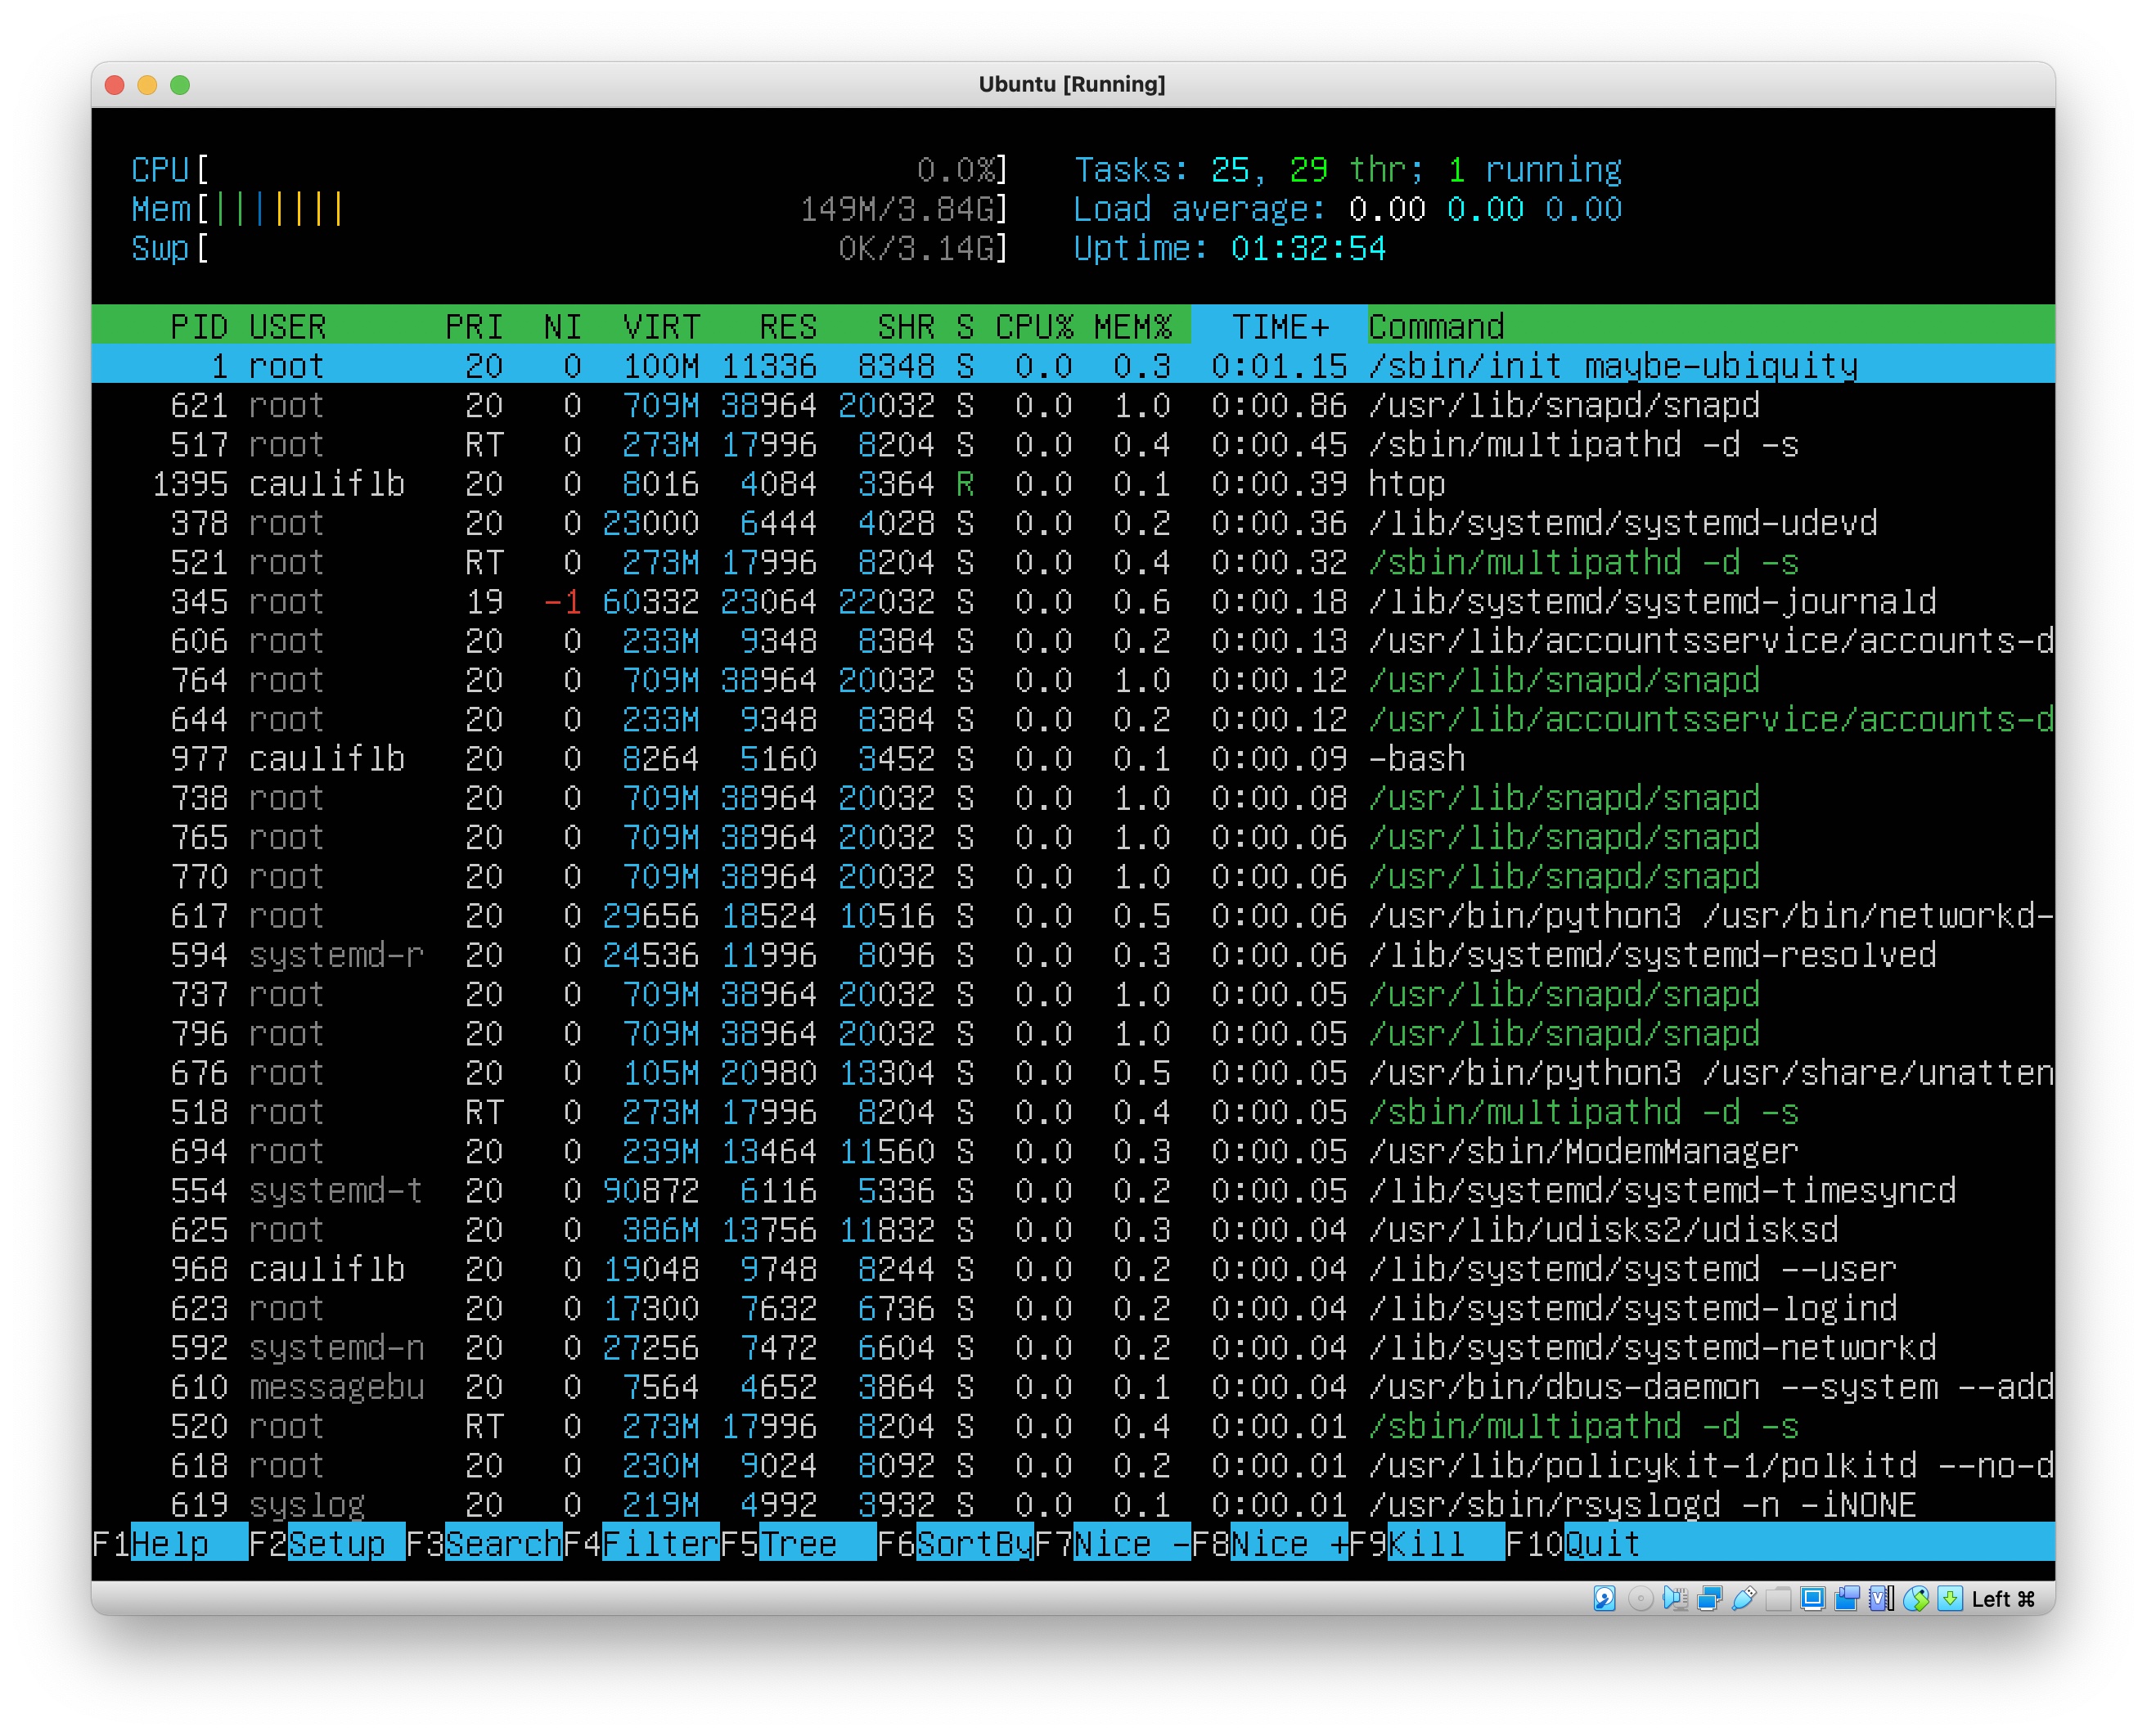 Ubuntu [Running]
CPU[ 0.0%] Tasks: 25, 29 thr; 1 running
Mem[||||||| 149M/3.84G] Load average: 0.00 0.00 0.00
Swp[ 0K/3.14G] Uptime: 01:32:54
PID USER PRI NI VIRT RES SHR S CPU% MEM% TIME+ Command
1 root 20 0 100M 11336 8348 S 0.0 0.3 0:01.15 /sbin/init maybe-ubiquity
621 root 20 0 709M 38964 20032 S 0.0 1.0 0:00.86 /usr/lib/snapd/snapd
517 root RT 0 273M 17996 8204 S 0.0 0.4 0:00.45 /sbin/multipathd -d -s
1395 cauliflb 20 0 8016 4084 3364 R 0.0 0.1 0:00.39 htop
378 root 20 0 23000 6444 4028 S 0.0 0.2 0:00.36 /lib/systemd/systemd-udevd
521 root RT 0 273M 17996 8204 S 0.0 0.4 0:00.32 /sbin/multipathd -d -s
345 root 19 -1 60332 23064 22032 S 0.0 0.6 0:00.18 /lib/systemd/systemd-journald
606 root 20 0 233M 9348 8384 S 0.0 0.2 0:00.13 /usr/lib/accountsservice/accounts-d
764 root 20 0 709M 38964 20032 S 0.0 1.0 0:00.12 /usr/lib/snapd/snapd
644 root 20 0 233M 9348 8384 S 0.0 0.2 0:00.12 /usr/lib/accountsservice/accounts-d
977 cauliflb 20 0 8264 5160 3452 S 0.0 0.1 0:00.09 -bash
738 root 20 0 709M 38964 20032 S 0.0 1.0 0:00.08 /usr/lib/snapd/snapd
765 root 20 0 709M 38964 20032 S 0.0 1.0 0:00.06 /usr/lib/snapd/snapd
770 root 20 0 709M 38964 20032 S 0.0 1.0 0:00.06 /usr/lib/snapd/snapd
617 root 20 0 29656 18524 10516 S 0.0 0.5 0:00.06 /usr/bin/python3 /usr/bin/networkd-
594 systemd-r 20 0 24536 11996 8096 S 0.0 0.3 0:00.06 /lib/systemd/systemd-resolved
737 root 20 0 709M 38964 20032 S 0.0 1.0 0:00.05 /usr/lib/snapd/snapd
796 root 20 0 709M 38964 20032 S 0.0 1.0 0:00.05 /usr/lib/snapd/snapd
676 root 20 0 105M 20980 13304 S 0.0 0.5 0:00.05 /usr/bin/python3 /usr/share/unatten
518 root RT 0 273M 17996 8204 S 0.0 0.4 0:00.05 /sbin/multipathd -d -s
694 root 20 0 239M 13464 11560 S 0.0 0.3 0:00.05 /usr/sbin/ModemManager
554 systemd-t 20 0 90872 6116 5336 S 0.0 0.2 0:00.05 /lib/systemd/systemd-timesyncd
625 root 20 0 386M 13756 11832 S 0.0 0.3 0:00.04 /usr/lib/udisks2/udisksd
968 cauliflb 20 0 19048 9748 8244 S 0.0 0.2 0:00.04 /lib/systemd/systemd --user
623 root 20 0 17300 7632 6736 S 0.0 0.2 0:00.04 /lib/systemd/systemd-logind
592 systemd-n 20 0 27256 7472 6604 S 0.0 0.2 0:00.04 /lib/systemd/systemd-networkd
610 messagebu 20 0 7564 4652 3864 S 0.0 0.1 0:00.04 /usr/bin/dbus-daemon --system --add
520 root RT 0 273M 17996 8204 S 0.0 0.4 0:00.01 /sbin/multipathd -d -s
618 root 20 0 230M 9024 8092 S 0.0 0.2 0:00.01 /usr/lib/policykit-1/polkitd --no-d
619 syslog 20 0 219M 4992 3932 S 0.0 0.1 0:00.01 /usr/sbin/rsyslogd -n -iNONE
F1Help F2Setup F3SearchF4FilterF5Tree F6SortByF7Nice -F8Nice +F9Kill F10Quit
Left ⌘